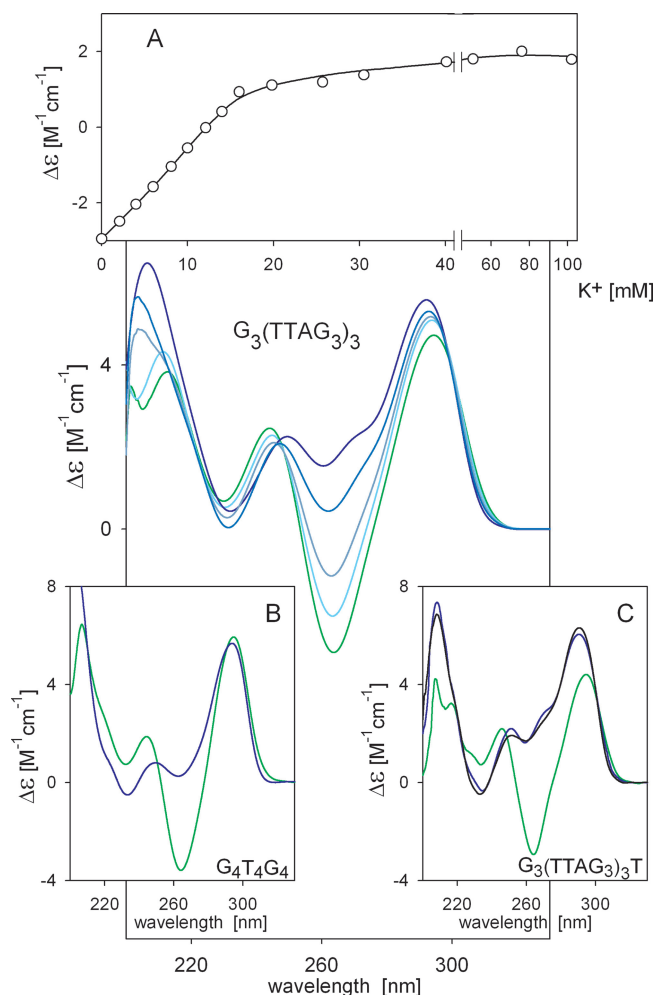 A
Δε [M⁻¹cm⁻¹]
2
0
-2
0 10 20 30 40 60 80 100
K⁺ [mM]
G₃(TTAG₃)₃
Δε [M⁻¹cm⁻¹]
4
0
B
Δε [M⁻¹cm⁻¹]
8
4
0
-4
G₄T₄G₄
220 260 300
wavelength [nm]
C
Δε [M⁻¹cm⁻¹]
8
4
0
-4
G₃(TTAG₃)₃T
220 260 300
wavelength [nm]
220 260 300
wavelength [nm]